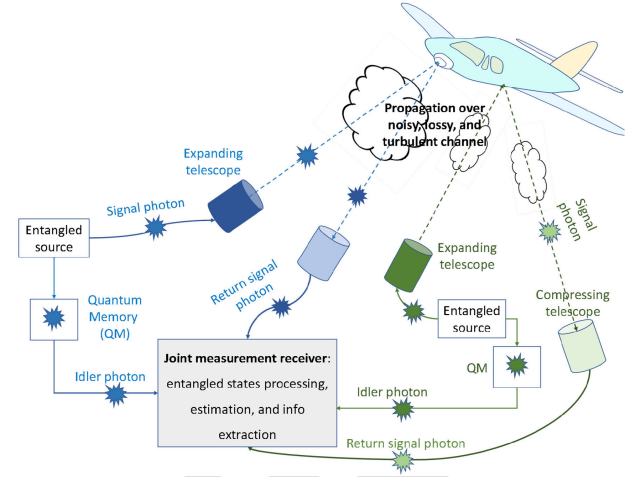 Propagation over
noisy, lossy, and
turbulent channel
Expanding
telescope
Signal photon
Entangled
source
Signal
photon
Expanding
telescope
Return signal
photon
Quantum
Memory
(QM)
Compressing
telescope
Entangled
source
Joint measurement receiver:
entangled states processing,
estimation, and info
extraction
QM
Idler photon
Idler photon
Return signal photon